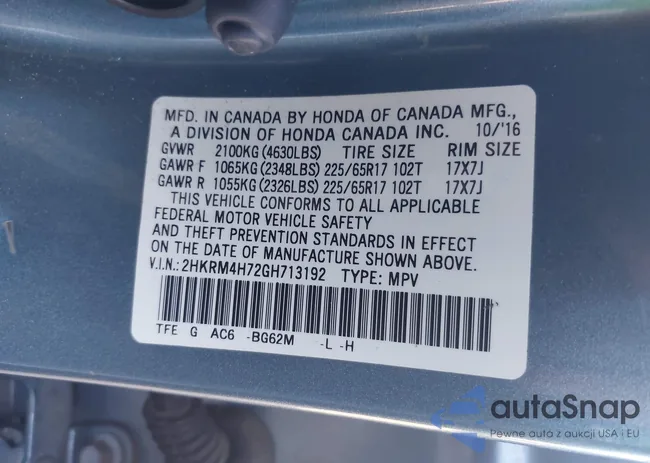 MFD. IN CANADA BY HONDA OF CANADA MFG.,
A DIVISION OF HONDA CANADA INC. 10/'16
GVWR 2100KG (4630LBS) TIRE SIZE RIM SIZE
GAWR F 1065KG (2348LBS) 225/65R17 102T 17X7J
GAWR R 1055KG (2326LBS) 225/65R17 102T 17X7J
THIS VEHICLE CONFORMS TO ALL APPLICABLE
FEDERAL MOTOR VEHICLE SAFETY
AND THEFT PREVENTION STANDARDS IN EFFECT
ON THE DATE OF MANUFACTURE SHOWN ABOVE.
V.I.N.: 2HKRM4H72GH713192 TYPE: MPV
TFE G AC6 -BG62M -L -H
autaSnap
Pewne auta z aukcji USA i EU